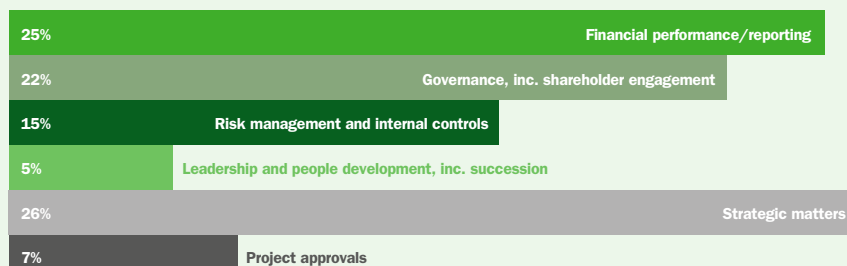 25% Financial performance/reporting
22% Governance, inc. shareholder engagement
15% Risk management and internal controls
5% Leadership and people development, inc. succession
26% Strategic matters
7% Project approvals